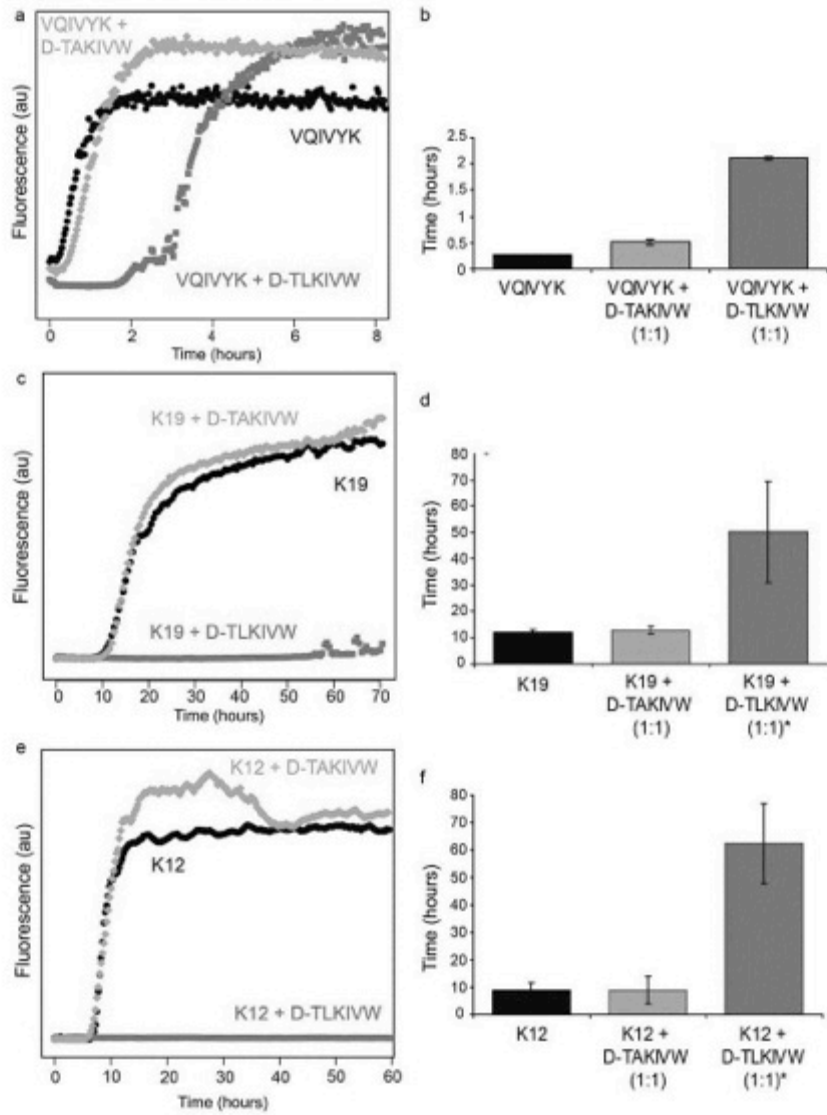 a
VQIVYK +
D-TAKIVW
VQIVYK
VQIVYK + D-TLKIVW
Fluorescence (au)
0 2 4 6 8
Time (hours)
b
Time (hours)
2.5
2
1.5
1
0.5
0
VQIVYK VQIVYK + VQIVYK +
D-TAKIVW D-TLKIVW
(1:1) (1:1)
c
K19 + D-TAKIVW
K19
K19 + D-TLKIVW
Fluorescence (au)
0 10 20 30 40 50 60 70
Time (hours)
d
Time (hours)
80
70
60
50
40
30
20
10
0
K19 K19 + K19 +
D-TAKIVW D-TLKIVW
(1:1) (1:1)*
e
K12 + D-TAKIVW
K12
K12 + D-TLKIVW
Fluorescence (au)
0 10 20 30 40 50 60
Time (hours)
f
Time (hours)
80
70
60
50
40
30
20
10
0
K12 K12 + K12 +
D-TAKIVW D-TLKIVW
(1:1) (1:1)*